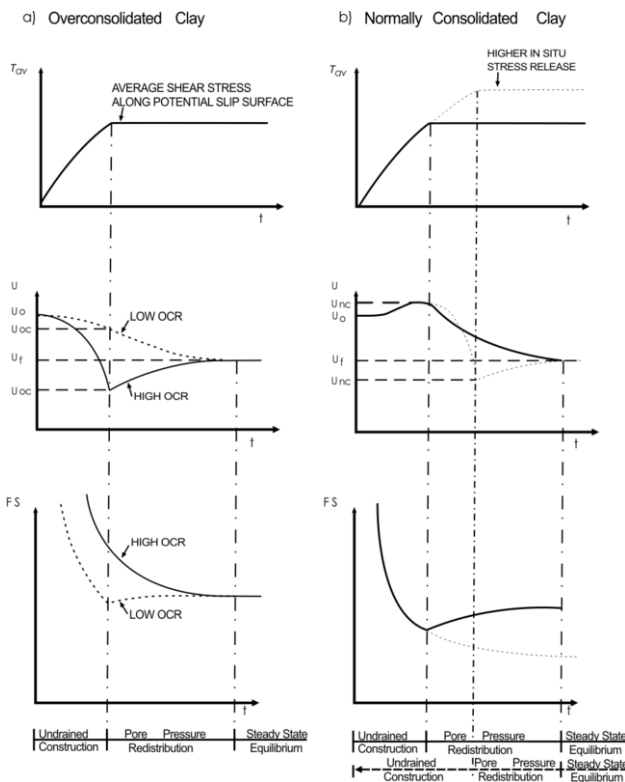 a) Overconsolidated Clay
b) Normally Consolidated Clay
Tav
AVERAGE SHEAR STRESS
ALONG POTENTIAL SLIP SURFACE
t
Tav
HIGHER IN SITU
STRESS RELEASE
t
U
Uo
Uoc
Uf
Uoc
LOW OCR
HIGH OCR
t
U
Unc
Uo
Uf
Unc
t
FS
HIGH OCR
LOW OCR
t
FS
t
Undrained
Construction
Pore Pressure
Redistribution
Steady State
Equilibrium
Undrained
Construction
Pore Pressure
Redistribution
Steady State
Equilibrium
Undrained
Construction
Pore Pressure
Redistribution
Steady State
Equilibrium